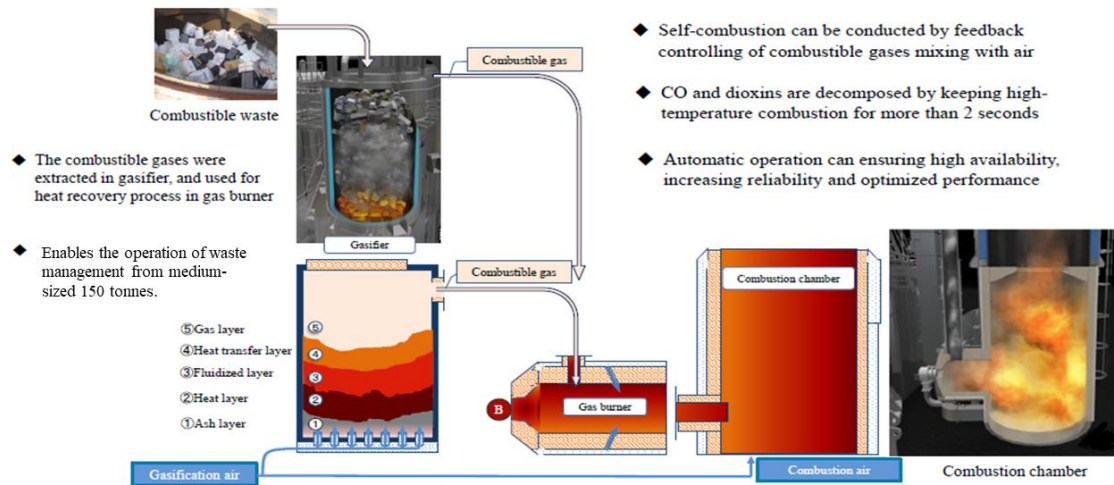 Combustible waste
◆ The combustible gases were
extracted in gasifier, and used for
heat recovery process in gas burner
◆ Enables the operation of waste
management from medium-
sized 150 tonnes.
Combustible gas
Gasifier
◆ Self-combustion can be conducted by feedback
controlling of combustible gases mixing with air
◆ CO and dioxins are decomposed by keeping high-
temperature combustion for more than 2 seconds
◆ Automatic operation can ensuring high availability,
increasing reliability and optimized performance
Combustible gas
⑤Gas layer
④Heat transfer layer
③Fluidized layer
②Heat layer
①Ash layer
⑤
④
③
②
①
Gasification air
B
Gas burner
Combustion chamber
Combustion air
Combustion chamber